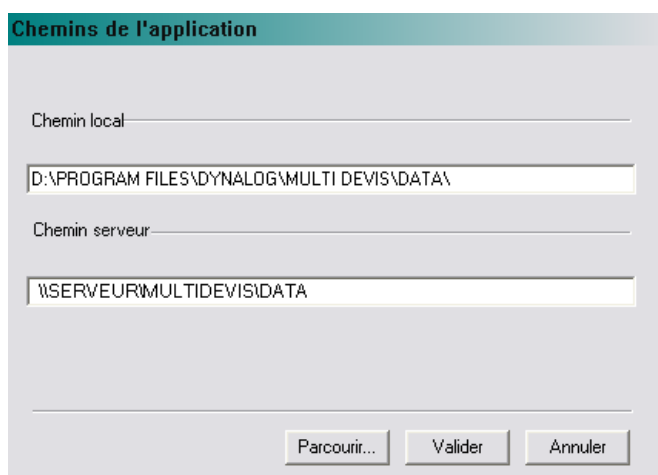 Chemins de l'application
Chemin local
D:\PROGRAM FILES\DYNALOG\MULTI DEVIS\DATA\
Chemin serveur
\\SERVEUR\MULTIDEVIS\DATA
Parcourir... Valider Annuler